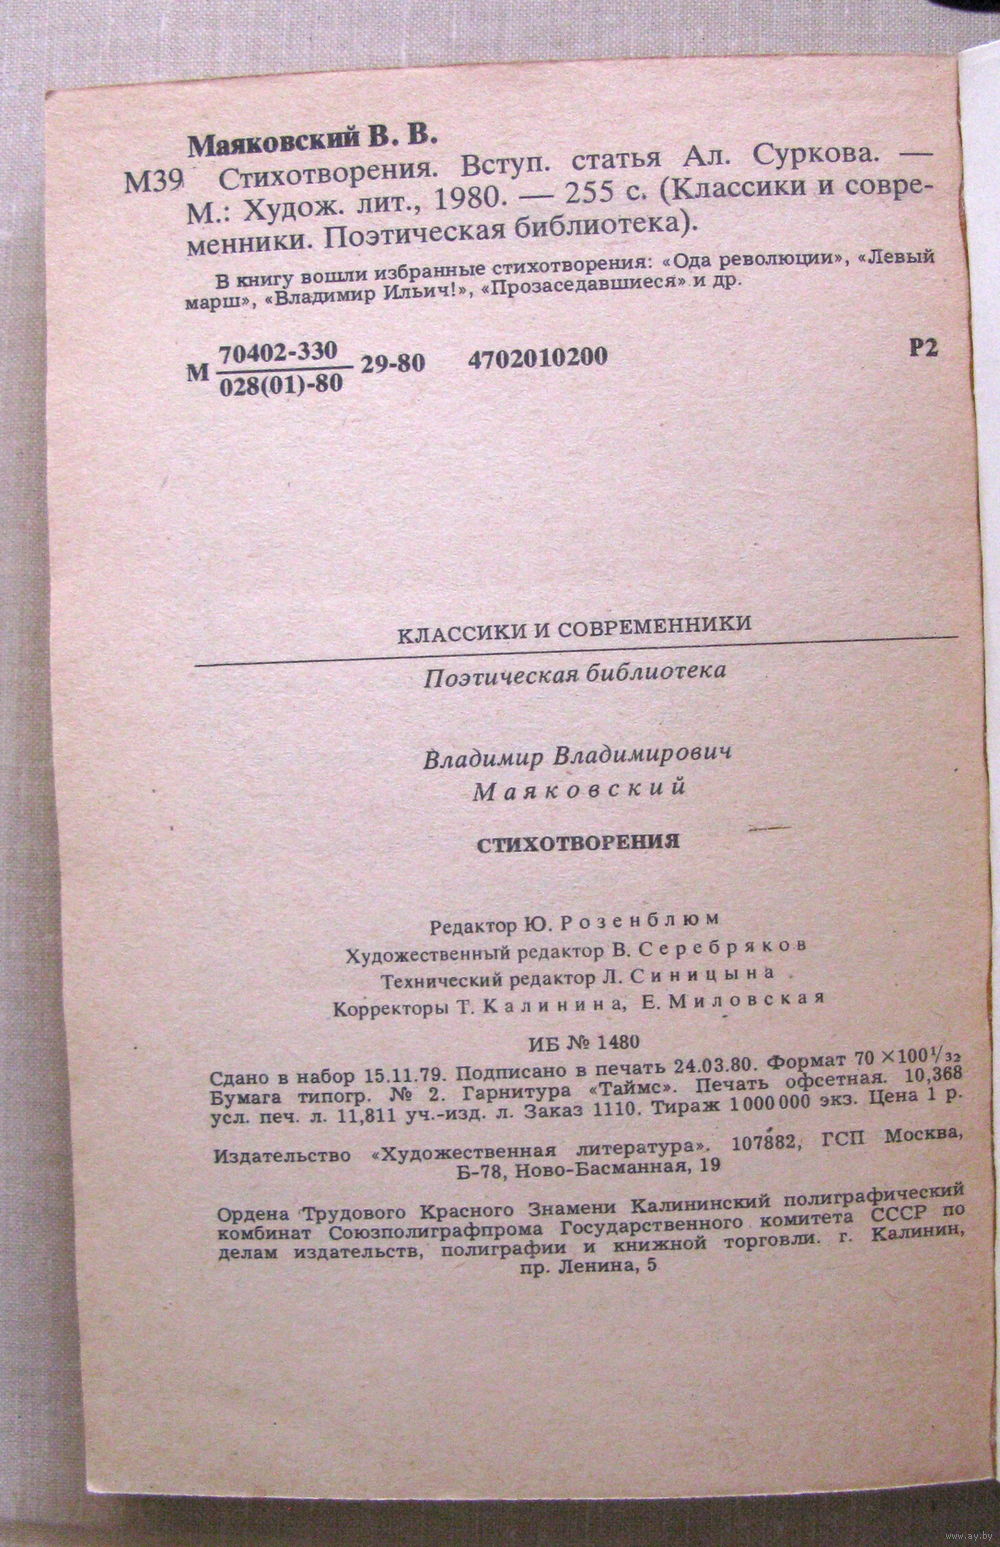 Маяковский В. В.
М39 Стихотворения. Вступ. статья Ал. Суркова. —
М.: Худож. лит., 1980. — 255 с. (Классики и совре-
менники. Поэтическая библиотека).
В книгу вошли избранные стихотворения: «Ода революции», «Левый
марш», «Владимир Ильич!», «Прозаседавшиеся» и др.
М 70402-330 29-80 4702010200 Р2
028(01)-80
КЛАССИКИ И СОВРЕМЕННИКИ
Поэтическая библиотека
Владимир Владимирович
Маяковский
СТИХОТВОРЕНИЯ
Редактор Ю. Розенблюм
Художественный редактор В. Серебряков
Технический редактор Л. Синицына
Корректоры Т. Калинина, Е. Миловская
ИБ № 1480
Сдано в набор 15.11.79. Подписано в печать 24.03.80. Формат 70×100 1/32
Бумага типогр. № 2. Гарнитура «Таймс». Печать офсетная. 10,368
усл. печ. л. 11,811 уч.-изд. л. Заказ 1110. Тираж 1 000 000 экз. Цена 1 р.
Издательство «Художественная литература». 107882, ГСП Москва,
Б-78, Ново-Басманная, 19
Ордена Трудового Красного Знамени Калининский полиграфический
комбинат Союзполиграфпрома Государственного комитета СССР по
делам издательств, полиграфии и книжной торговли. г. Калинин,
пр. Ленина, 5
www.ay.by